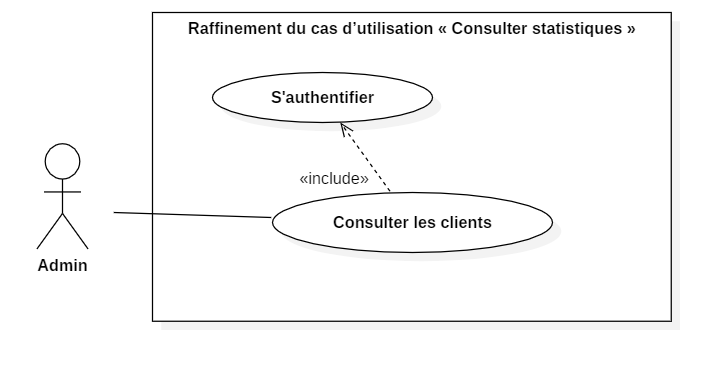 Raffinement du cas d’utilisation « Consulter statistiques »
S'authentifier
«include»
Consulter les clients
Admin